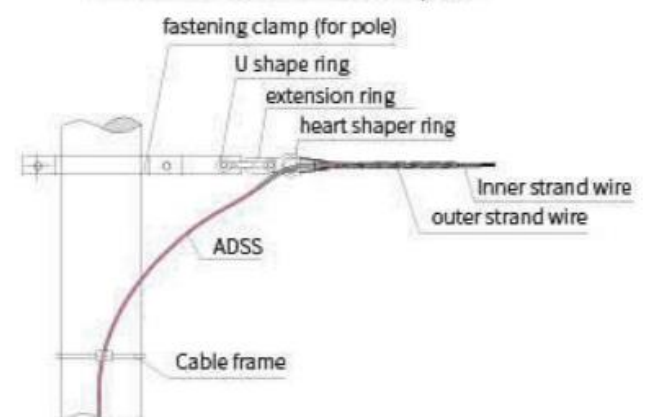 fastening clamp (for pole)
U shape ring
extension ring
heart shaper ring
Inner strand wire
outer strand wire
ADSS
Cable frame